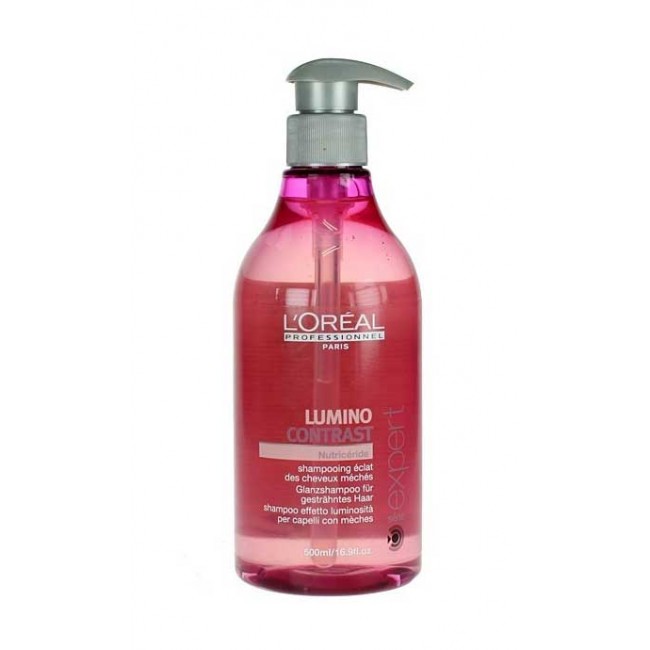 L'ORÉAL
PROFESSIONNEL
PARIS
LUMINO
CONTRAST
Nutricéride
shampooing éclat
des cheveux méchés
Glanzshampoo für
gesträhntes Haar
shampoo effetto luminosità
per capelli con mèches
expert
500ml/16.9fl.oz